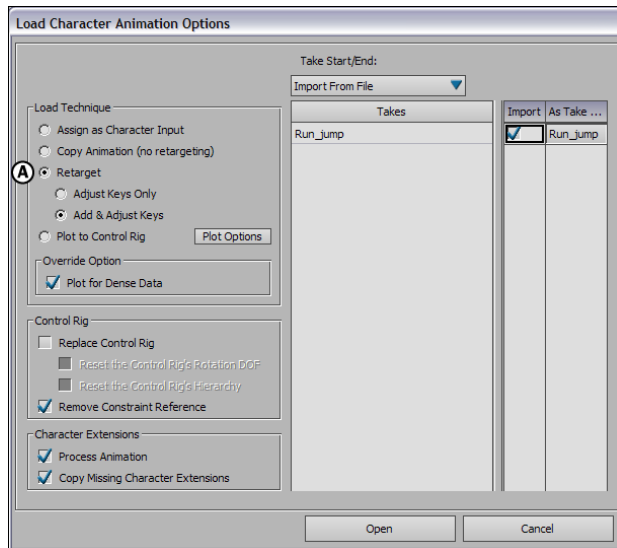 Load Character Animation Options
Take Start/End:
Import From File
Load Technique
Assign as Character Input
Copy Animation (no retargeting)
A
Retarget
Adjust Keys Only
Add & Adjust Keys
Plot to Control Rig
Plot Options
Override Option
Plot for Dense Data
Control Rig
Replace Control Rig
Reset the Control Rig's Rotation DOF
Reset the Control Rig's Hierarchy
Remove Constraint Reference
Character Extensions
Process Animation
Copy Missing Character Extensions
Takes
Run_jump
Import
As Take ...
Run_jump
Open
Cancel